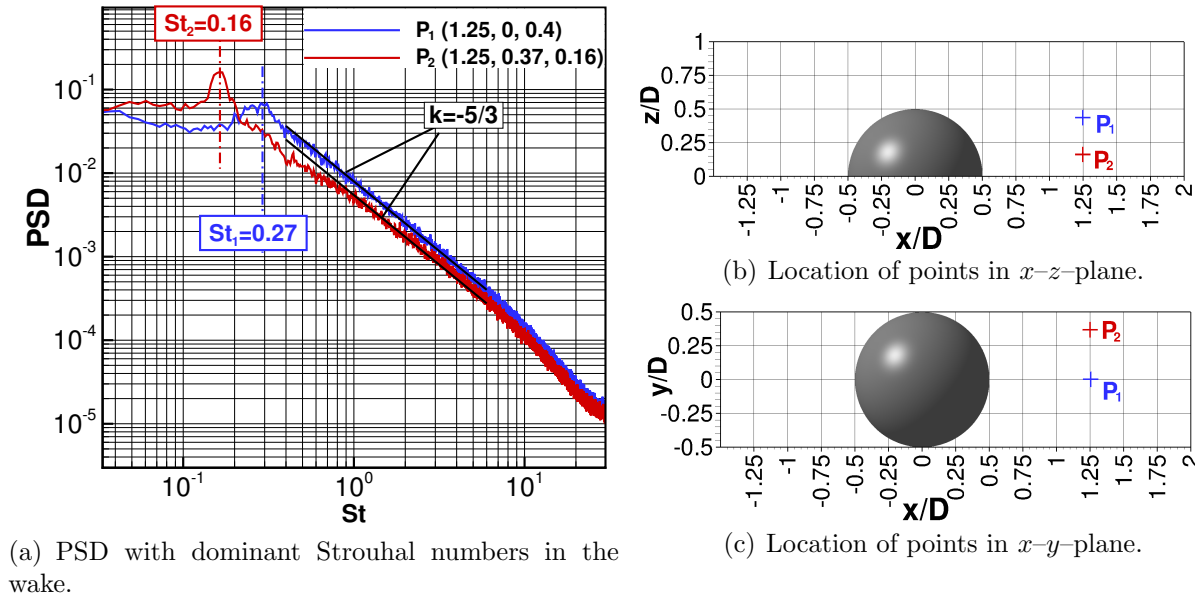 St₂=0.16
P₁ (1.25, 0, 0.4)
P₂ (1.25, 0.37, 0.16)
k=-5/3
St₁=0.27
PSD
10⁻¹
10⁻²
10⁻³
10⁻⁴
10⁻⁵
10⁻¹ 10⁰ 10¹
St
(a) PSD with dominant Strouhal numbers in the
wake.
z/D
1
0.75
0.5
0.25
0
P₁
P₂
-1.25 -1 -0.75 -0.5 -0.25 0 0.25 0.5 0.75 1 1.25 1.5 1.75 2
x/D
(b) Location of points in x–z–plane.
y/D
0.5
0.25
0
-0.25
-0.5
P₂
P₁
-1.25 -1 -0.75 -0.5 -0.25 0 0.25 0.5 0.75 1 1.25 1.5 1.75 2
x/D
(c) Location of points in x–y–plane.